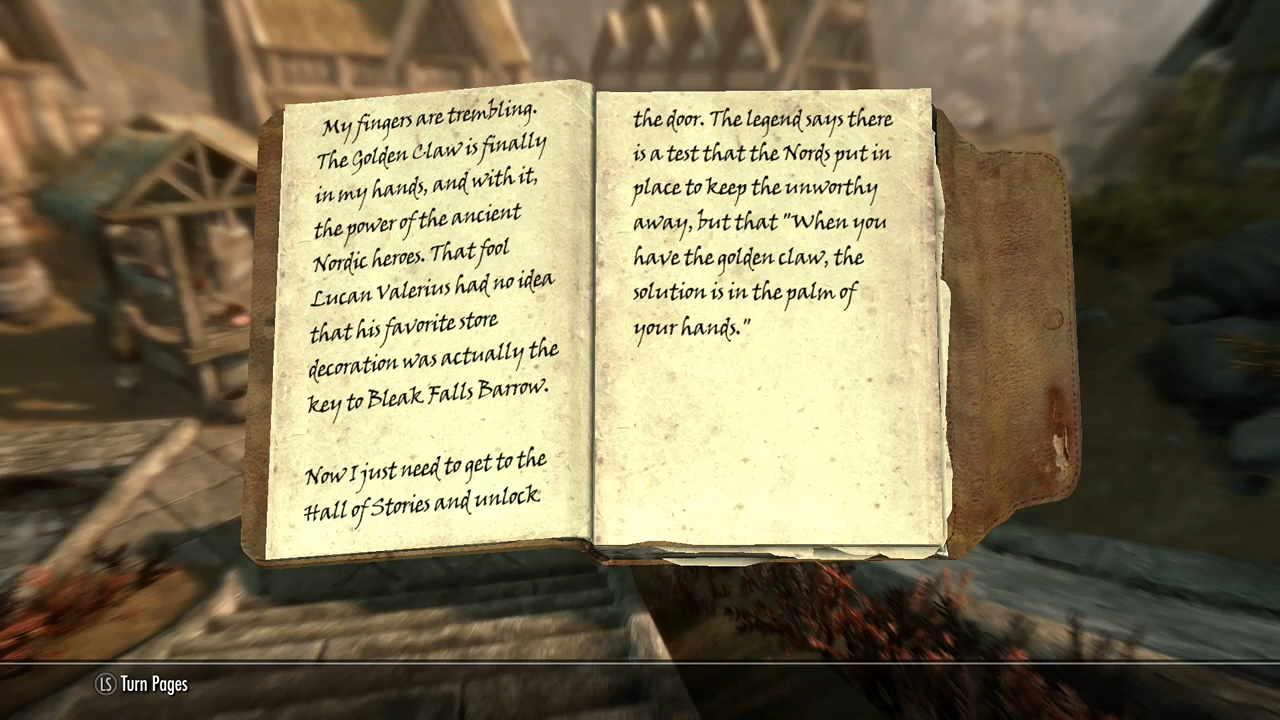 My fingers are trembling.
The Golden Claw is finally
in my hands, and with it,
the power of the ancient
Nordic heroes. That fool
Lucan Valerius had no idea
that his favorite store
decoration was actually the
key to Bleak Falls Barrow.
Now I just need to get to the
Hall of Stories and unlock
the door. The legend says there
is a test that the Nords put in
place to keep the unworthy
away, but that "When you
have the golden claw, the
solution is in the palm of
your hands."
LS Turn Pages